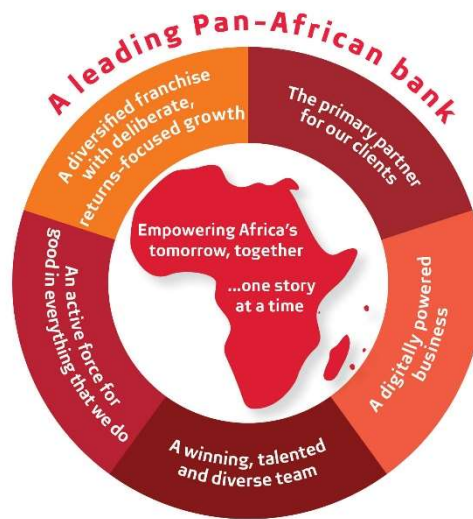 A leading Pan-African bank
A diversified franchise
with deliberate,
returns-focused growth
The primary partner
for our clients
A digitally powered
business
A winning, talented
and diverse team
An active force for
good in everything that we do
Empowering Africa's
tomorrow, together
...one story
at a time